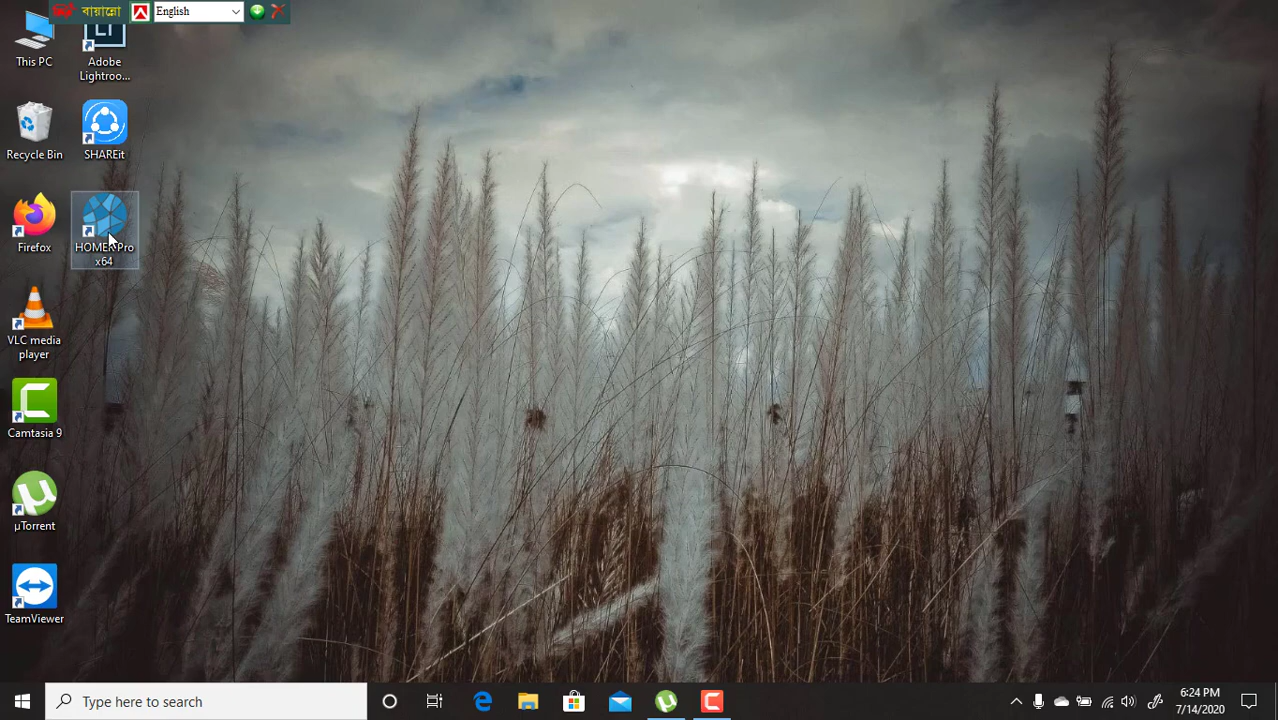 বায়ান্নো
English
This PC
Adobe
Lightroo...
Recycle Bin
SHAREit
Firefox
HOMER Pro
x64
VLC media
player
Camtasia 9
µTorrent
TeamViewer
Type here to search
6:24 PM
7/14/2020